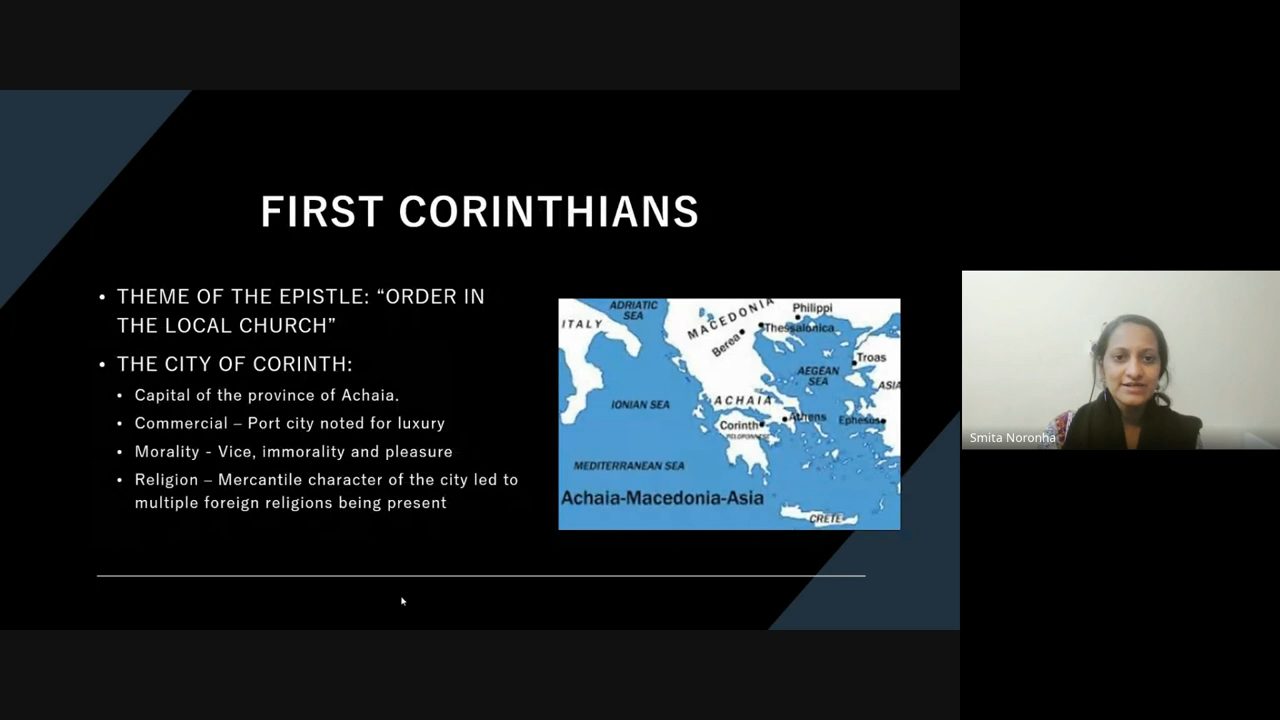 FIRST CORINTHIANS
• THEME OF THE EPISTLE: “ORDER IN
THE LOCAL CHURCH”
• THE CITY OF CORINTH:
• Capital of the province of Achaia.
• Commercial – Port city noted for luxury
• Morality - Vice, immorality and pleasure
• Religion – Mercantile character of the city led to
multiple foreign religions being present
ADRIATIC
SEA
ITALY
MACEDONIA
Philippi
Thessalonica
Berea
Troas
AEGEAN
SEA
ASIA
IONIAN SEA
ACHAIA
Corinth
Athens
Ephesus
PELOPONNESE
MEDITERRANEAN SEA
Achaia-Macedonia-Asia
CRETE
Smita Noronha